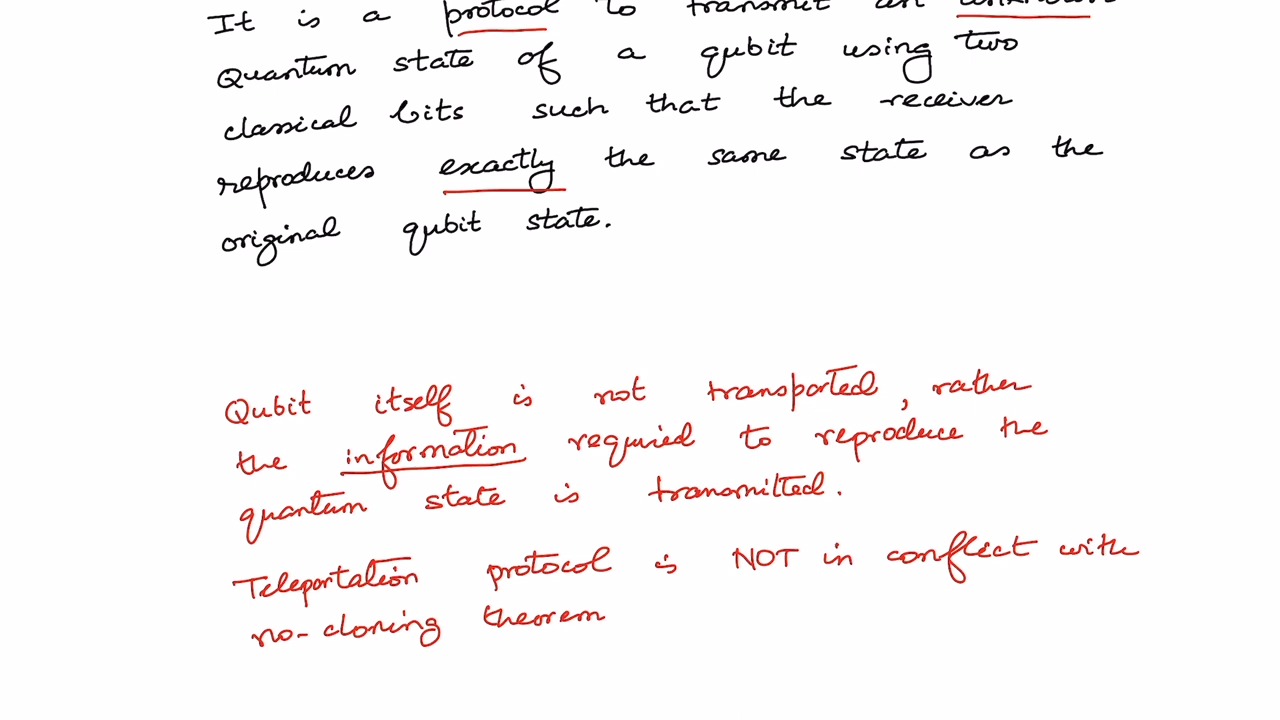 It is a protocol to transmit an unknown
Quantum state of a qubit using two
classical bits such that the receiver
reproduces exactly the same state as the
original qubit state.
Qubit itself is not transported, rather
the information required to reproduce the
quantum state is transmitted.
Teleportation protocol is NOT in conflict with
no-cloning theorem